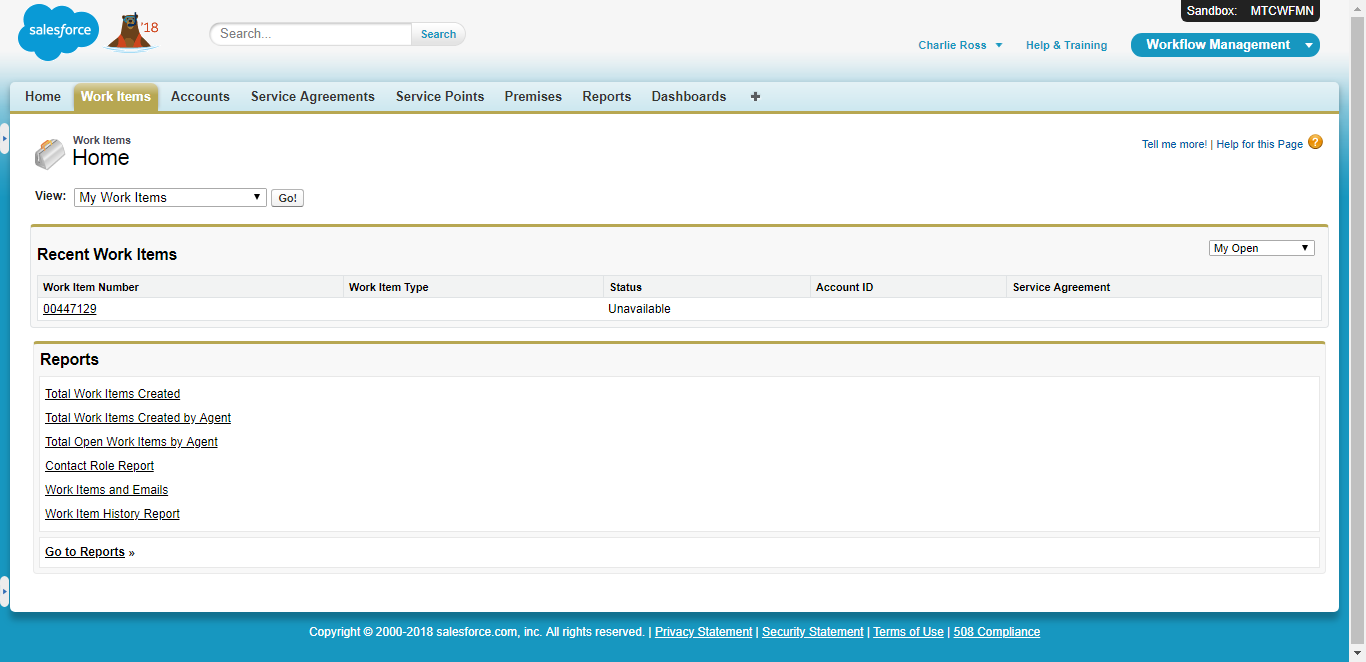 Sandbox: MTCWFMN
salesforce
'18
Search...
Search
Charlie Ross
Help & Training
Workflow Management
Home
Work Items
Accounts
Service Agreements
Service Points
Premises
Reports
Dashboards
+
Work Items
Home
Tell me more! | Help for this Page ?
View: My Work Items Go!
Recent Work Items
My Open
Work Item Number Work Item Type Status Account ID Service Agreement
00447129 Unavailable
Reports
Total Work Items Created
Total Work Items Created by Agent
Total Open Work Items by Agent
Contact Role Report
Work Items and Emails
Work Item History Report
Go to Reports »
Copyright © 2000-2018 salesforce.com, inc. All rights reserved. | Privacy Statement | Security Statement | Terms of Use | 508 Compliance